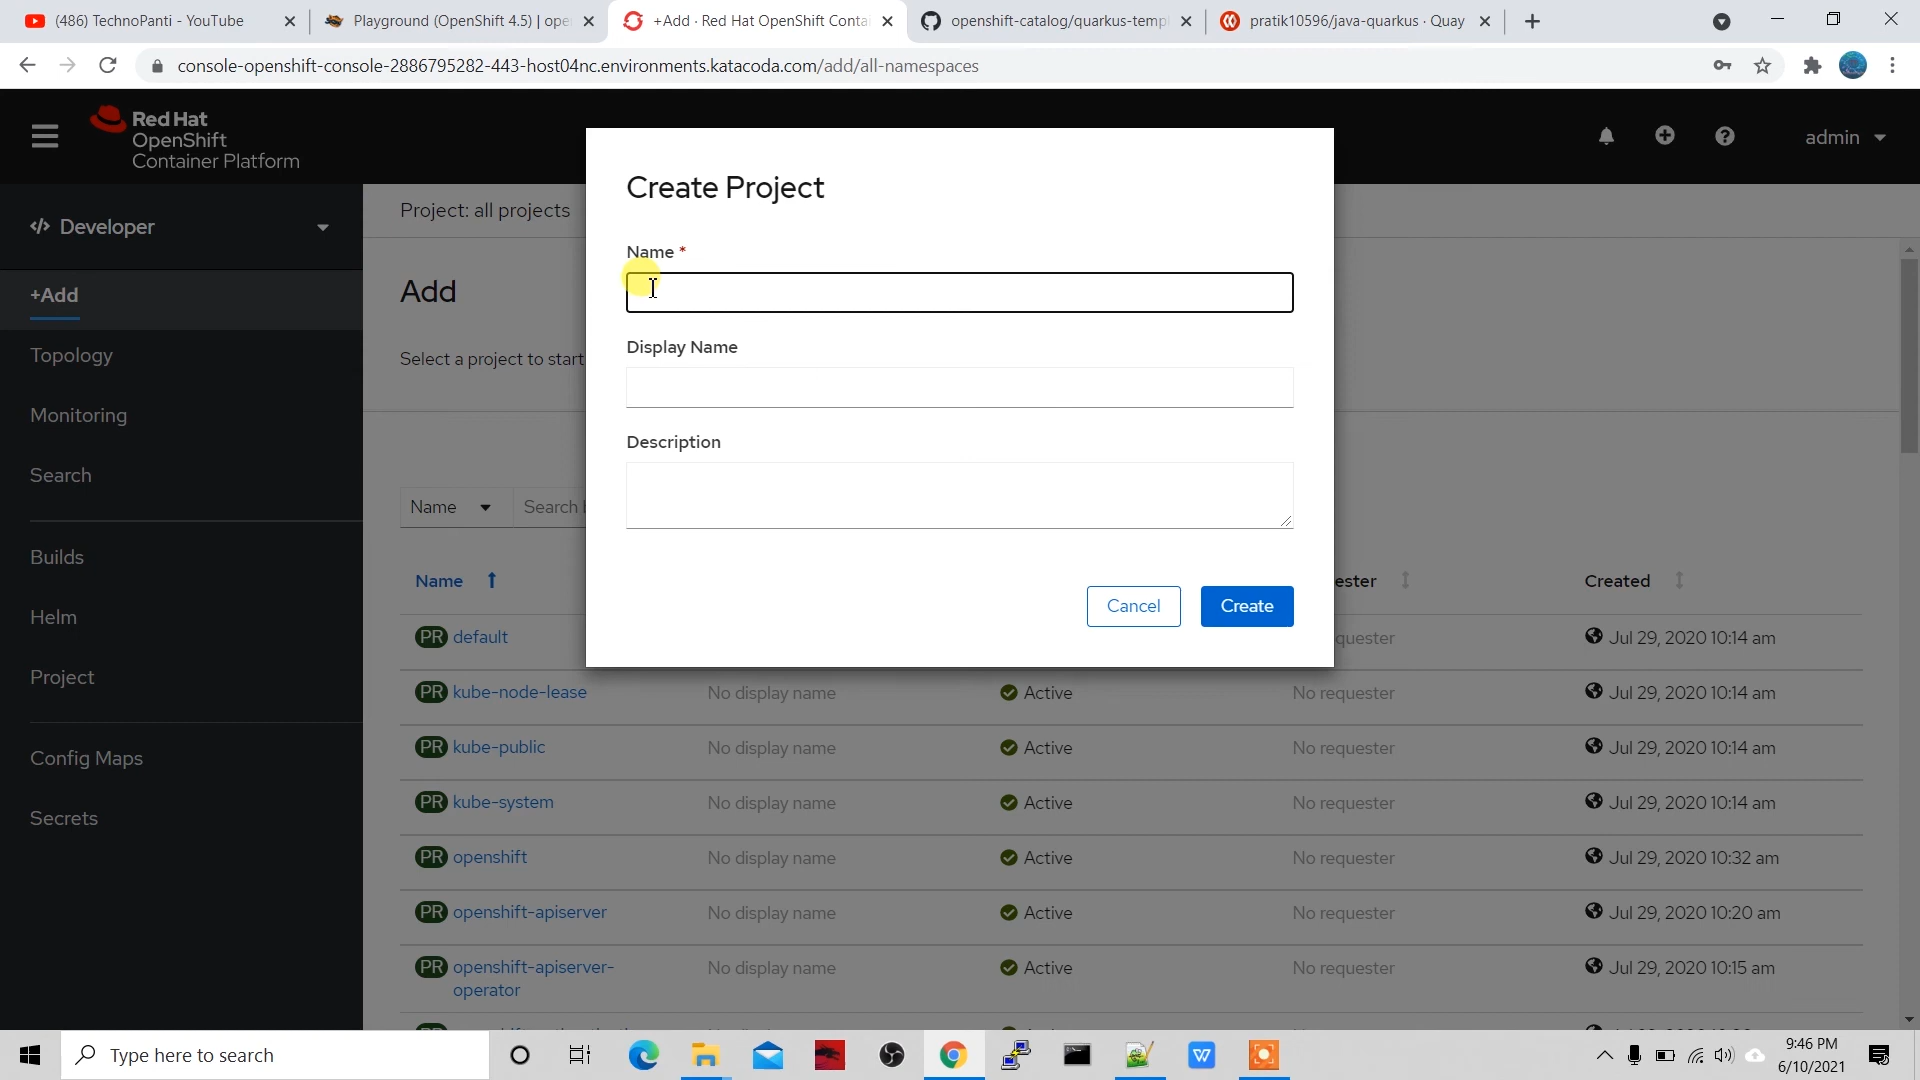 (486) TechnoPanti - YouTube
Playground (OpenShift 4.5) | ope
+Add · Red Hat OpenShift Contai
openshift-catalog/quarkus-templ
pratik10596/java-quarkus · Quay
console-openshift-console-2886795282-443-host04nc.environments.katacoda.com/add/all-namespaces
Red Hat
OpenShift
Container Platform
admin
Developer
+Add
Topology
Monitoring
Search
Builds
Helm
Project
Config Maps
Secrets
Project: all projects
Add
Select a project to start
Name
Search
Create Project
Name *
Display Name
Description
Cancel
Create
Name
ester
Created
PR default
quester
Jul 29, 2020 10:14 am
PR kube-node-lease
No display name
Active
No requester
Jul 29, 2020 10:14 am
PR kube-public
No display name
Active
No requester
Jul 29, 2020 10:14 am
PR kube-system
No display name
Active
No requester
Jul 29, 2020 10:14 am
PR openshift
No display name
Active
No requester
Jul 29, 2020 10:32 am
PR openshift-apiserver
No display name
Active
No requester
Jul 29, 2020 10:20 am
PR openshift-apiserver-
operator
No display name
Active
No requester
Jul 29, 2020 10:15 am
Type here to search
9:46 PM
6/10/2021